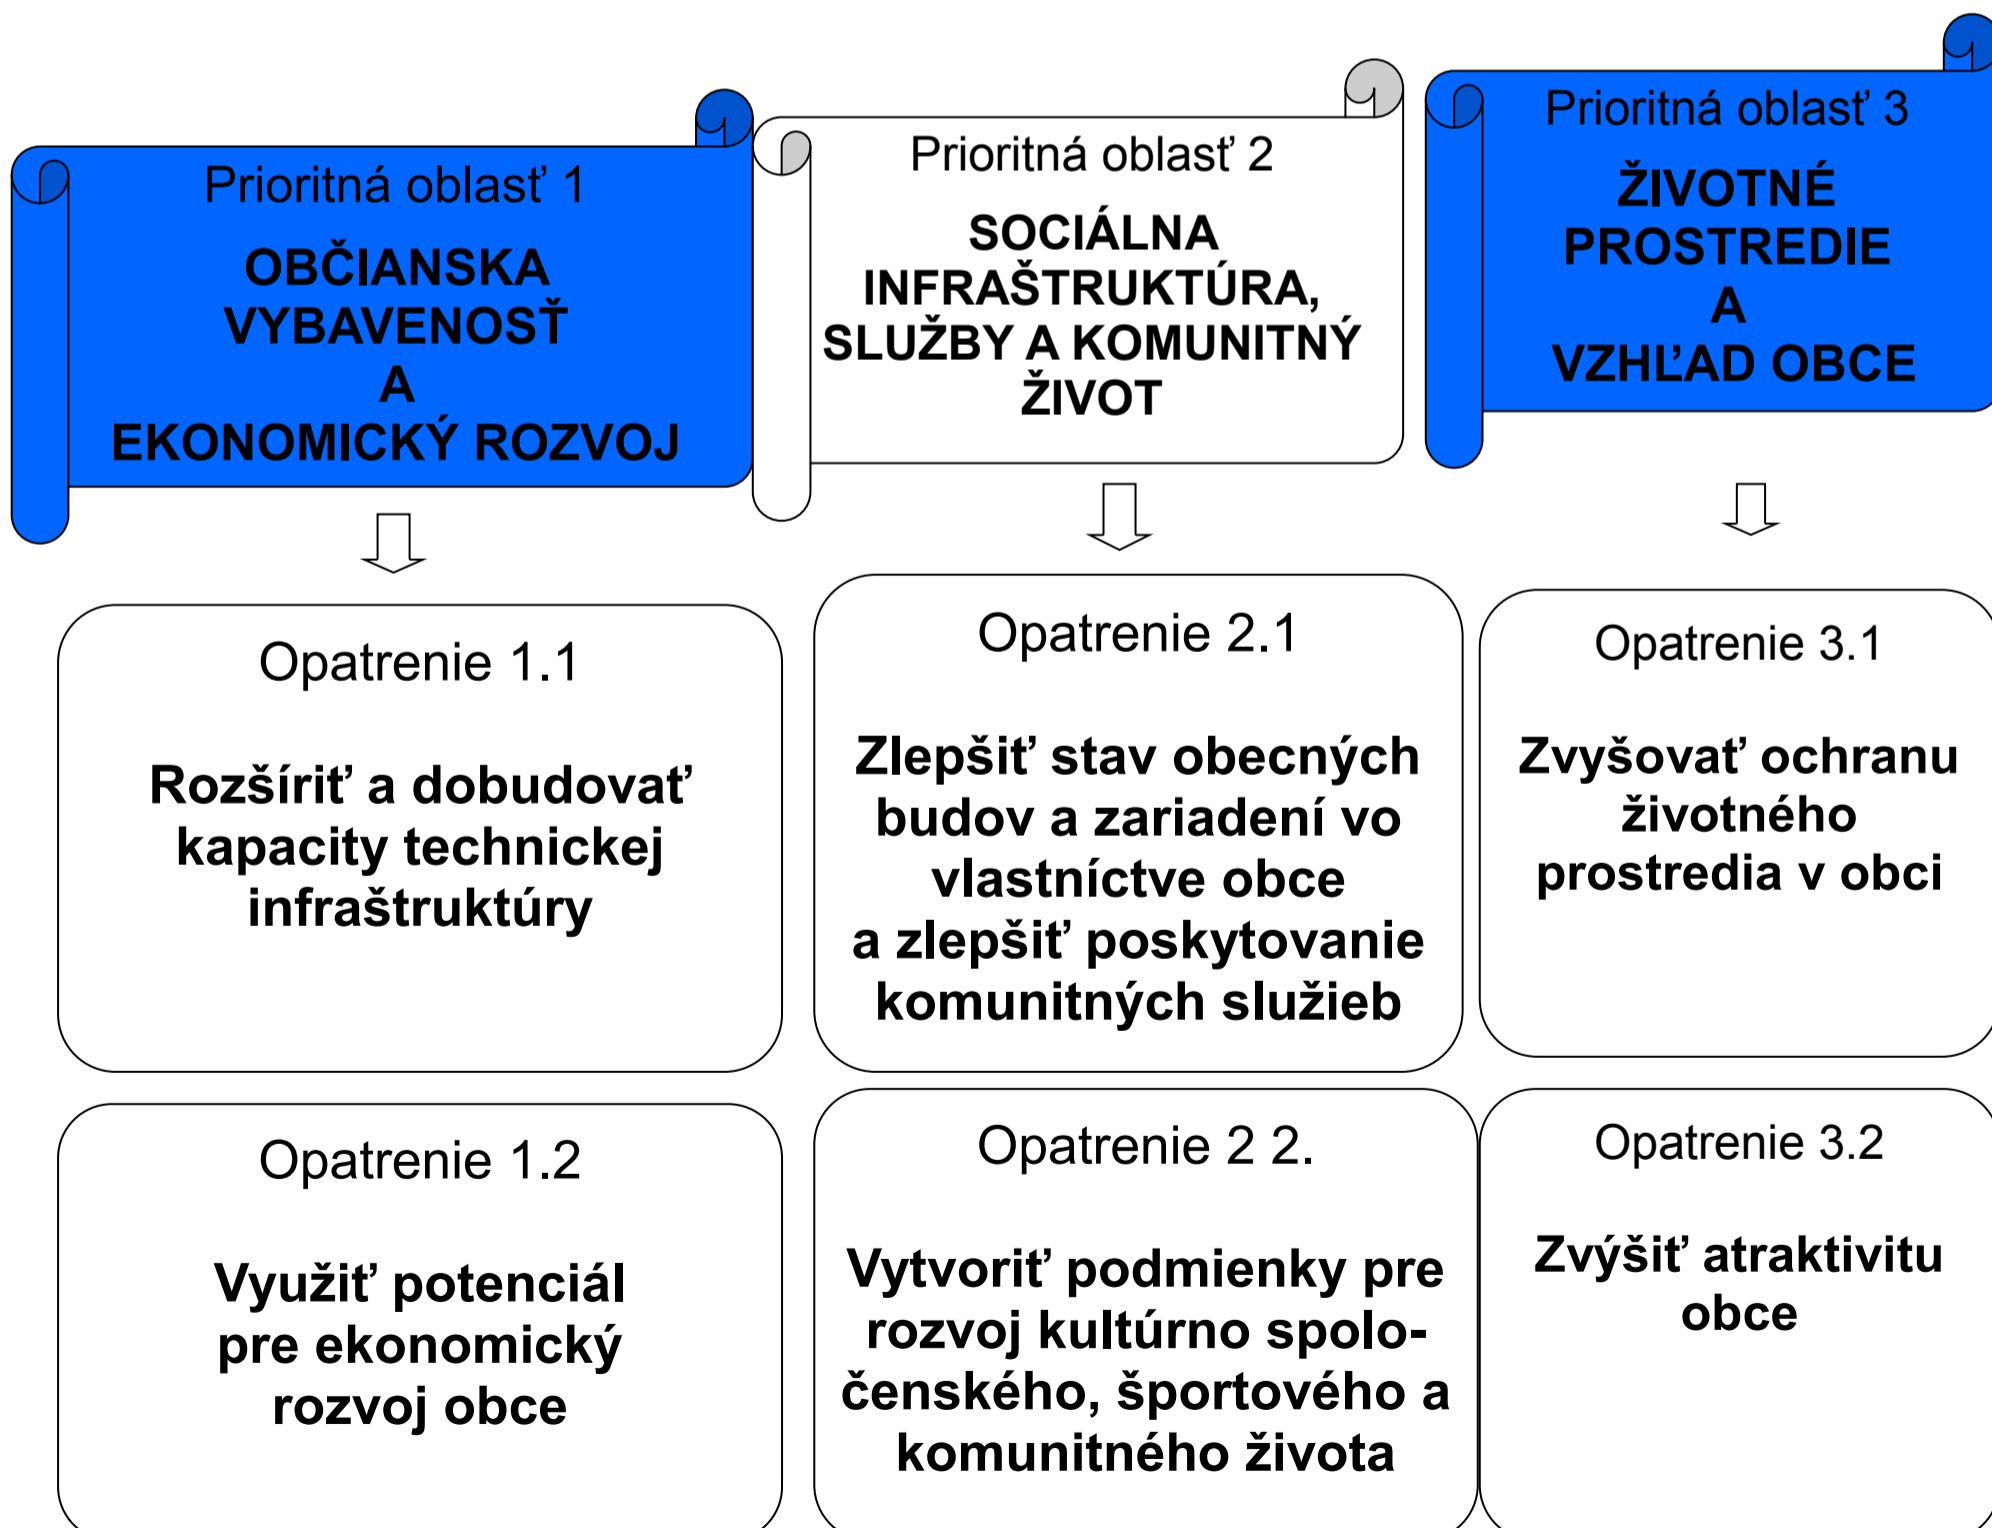 Prioritná oblasť 1
OBČIANSKA
VYBAVENOSŤ
A
EKONOMICKÝ ROZVOJ
Prioritná oblasť 2
SOCIÁLNA
INFRAŠTRUKTÚRA,
SLUŽBY A KOMUNITNÝ
ŽIVOT
Prioritná oblasť 3
ŽIVOTNÉ
PROSTREDIE
A
VZHĽAD OBCE
Opatrenie 1.1
Rozšíriť a dobudovať
kapacity technickej
infraštruktúry
Opatrenie 2.1
Zlepšiť stav obecných
budov a zariadení vo
vlastníctve obce
a zlepšiť poskytovanie
komunitných služieb
Opatrenie 3.1
Zvyšovať ochranu
životného
prostredia v obci
Opatrenie 1.2
Využiť potenciál
pre ekonomický
rozvoj obce
Opatrenie 2 2.
Vytvoriť podmienky pre
rozvoj kultúrno spolo-
čenského, športového a
komunitného života
Opatrenie 3.2
Zvýšiť atraktivitu
obce